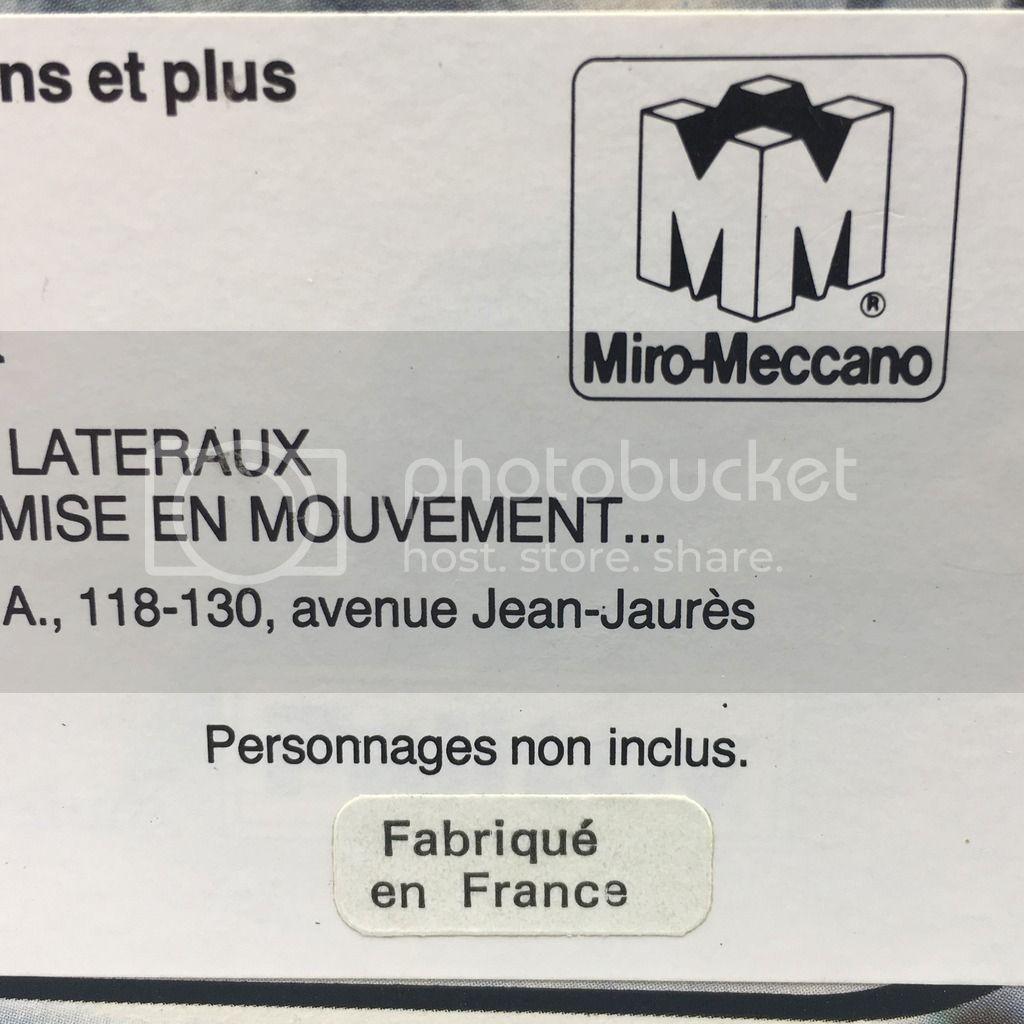 ns et plus
®
Miro-Meccano
LATERAUX
MISE EN MOUVEMENT...
A., 118-130, avenue Jean-Jaurès
photobucket
host. store. share.
Personnages non inclus.
Fabriqué
en France